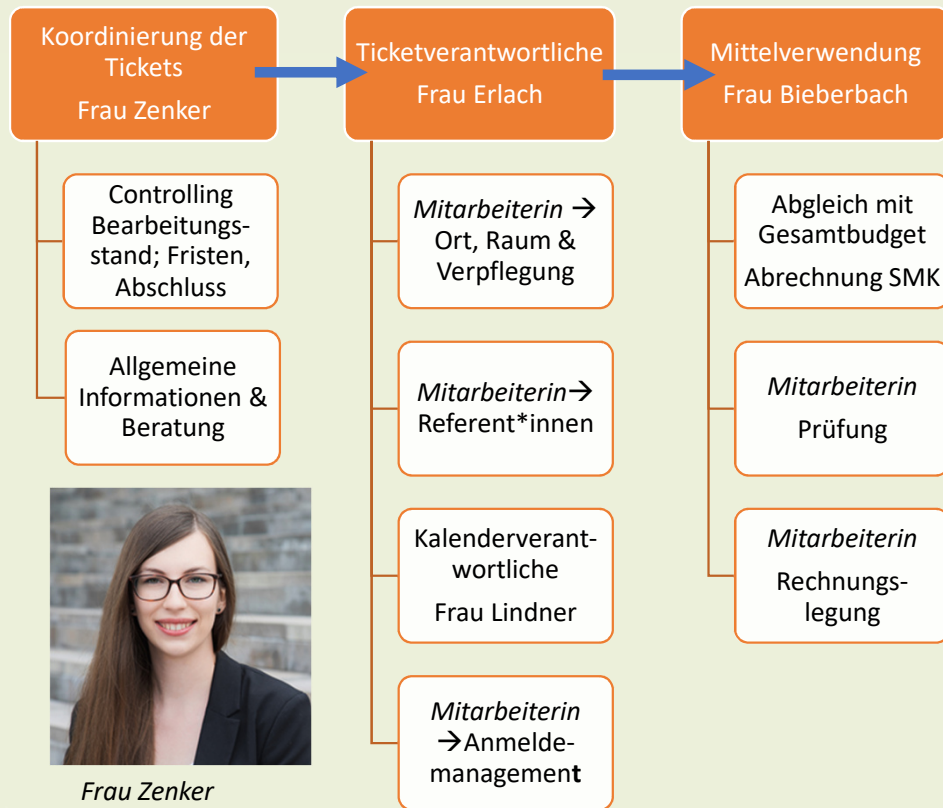 Koordinierung der
Tickets
Frau Zenker
Controlling
Bearbeitungs-
stand; Fristen,
Abschluss
Allgemeine
Informationen &
Beratung
Frau Zenker
Ticketverantwortliche
Frau Erlach
Mitarbeiterin →
Ort, Raum &
Verpflegung
Mitarbeiterin→
Referent*innen
Kalenderverant-
wortliche
Frau Lindner
Mitarbeiterin
→Anmelde-
management
Mittelverwendung
Frau Bieberbach
Abgleich mit
Gesamtbudget
Abrechnung SMK
Mitarbeiterin
Prüfung
Mitarbeiterin
Rechnungs-
legung